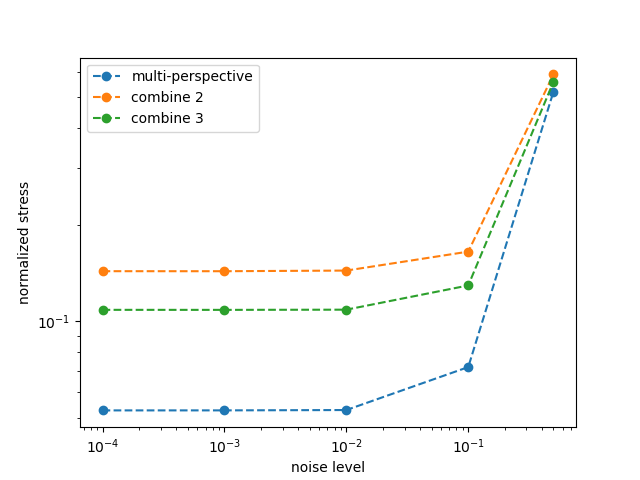 multi-perspective
combine 2
combine 3
normalized stress
10⁻¹
10⁻⁴
10⁻³
10⁻²
10⁻¹
noise level